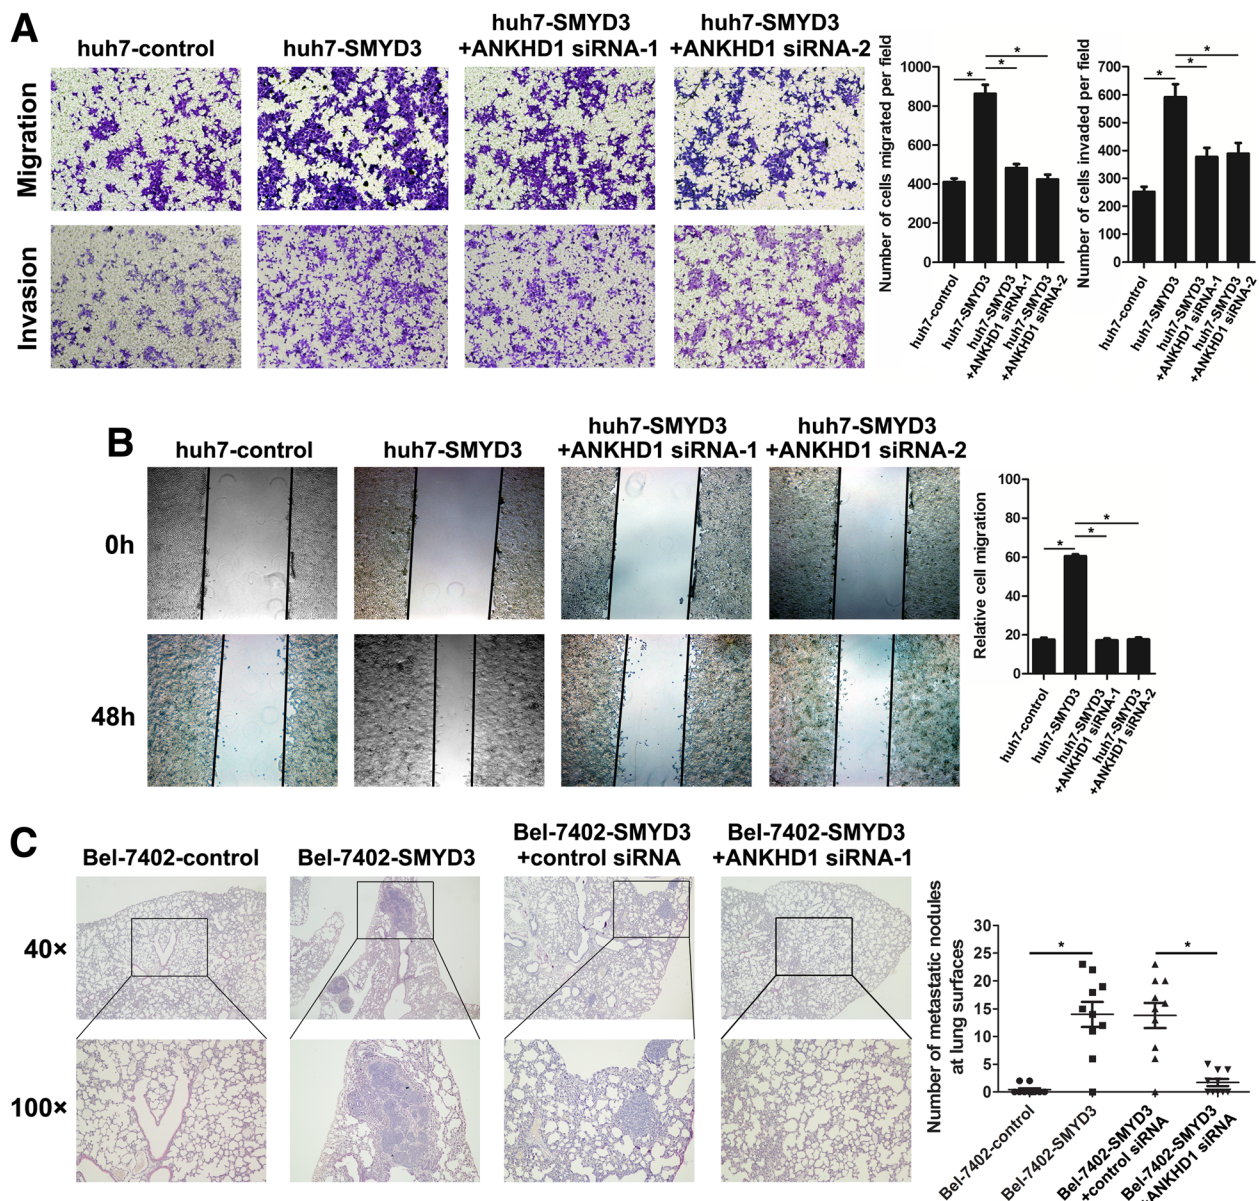 A
huh7-control
huh7-SMYD3
huh7-SMYD3
+ANKHD1 siRNA-1
huh7-SMYD3
+ANKHD1 siRNA-2
Migration
Invasion
Number of cells migrated per field
1000
800
600
400
200
0
*
*
*
huh7-control
huh7-SMYD3
huh7-SMYD3
+ANKHD1 siRNA-1
huh7-SMYD3
+ANKHD1 siRNA-2
Number of cells invaded per field
700
600
500
400
300
200
100
0
*
*
*
huh7-control
huh7-SMYD3
huh7-SMYD3
+ANKHD1 siRNA-1
huh7-SMYD3
+ANKHD1 siRNA-2
B
huh7-control
huh7-SMYD3
huh7-SMYD3
+ANKHD1 siRNA-1
huh7-SMYD3
+ANKHD1 siRNA-2
0h
48h
Relative cell migration
100
80
60
40
20
0
*
*
*
huh7-control
huh7-SMYD3
huh7-SMYD3
+ANKHD1 siRNA-1
huh7-SMYD3
+ANKHD1 siRNA-2
C
Bel-7402-control
Bel-7402-SMYD3
Bel-7402-SMYD3
+control siRNA
Bel-7402-SMYD3
+ANKHD1 siRNA-1
40×
100×
Number of metastatic nodules
at lung surfaces
30
25
20
15
10
5
0
*
*
Bel-7402-control
Bel-7402-SMYD3
Bel-7402-SMYD3
+control siRNA
Bel-7402-SMYD3
+ANKHD1 siRNA